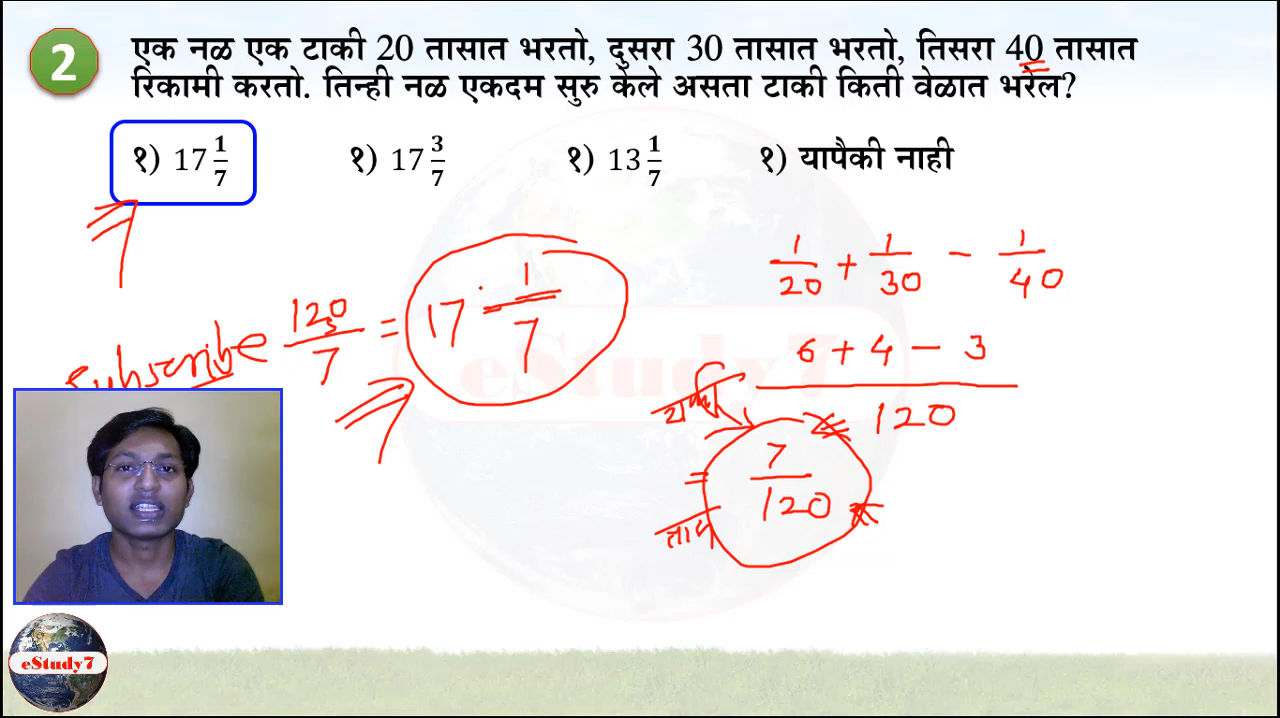 2
एक नळ एक टाकी 20 तासात भरतो, दुसरा 30 तासात भरतो, तिसरा 40 तासात
रिकामी करतो. तिन्ही नळ एकदम सुरु केले असता टाकी किती वेळात भरेल?
१) 17 1/7 १) 17 3/7 १) 13 1/7 १) यापैकी नाही
1/20 + 1/30 - 1/40
Subscribe 120/7 = 17 1/7
6 + 4 - 3
120
टाकी
= 7/120
तास
eStudy7
eStudy7